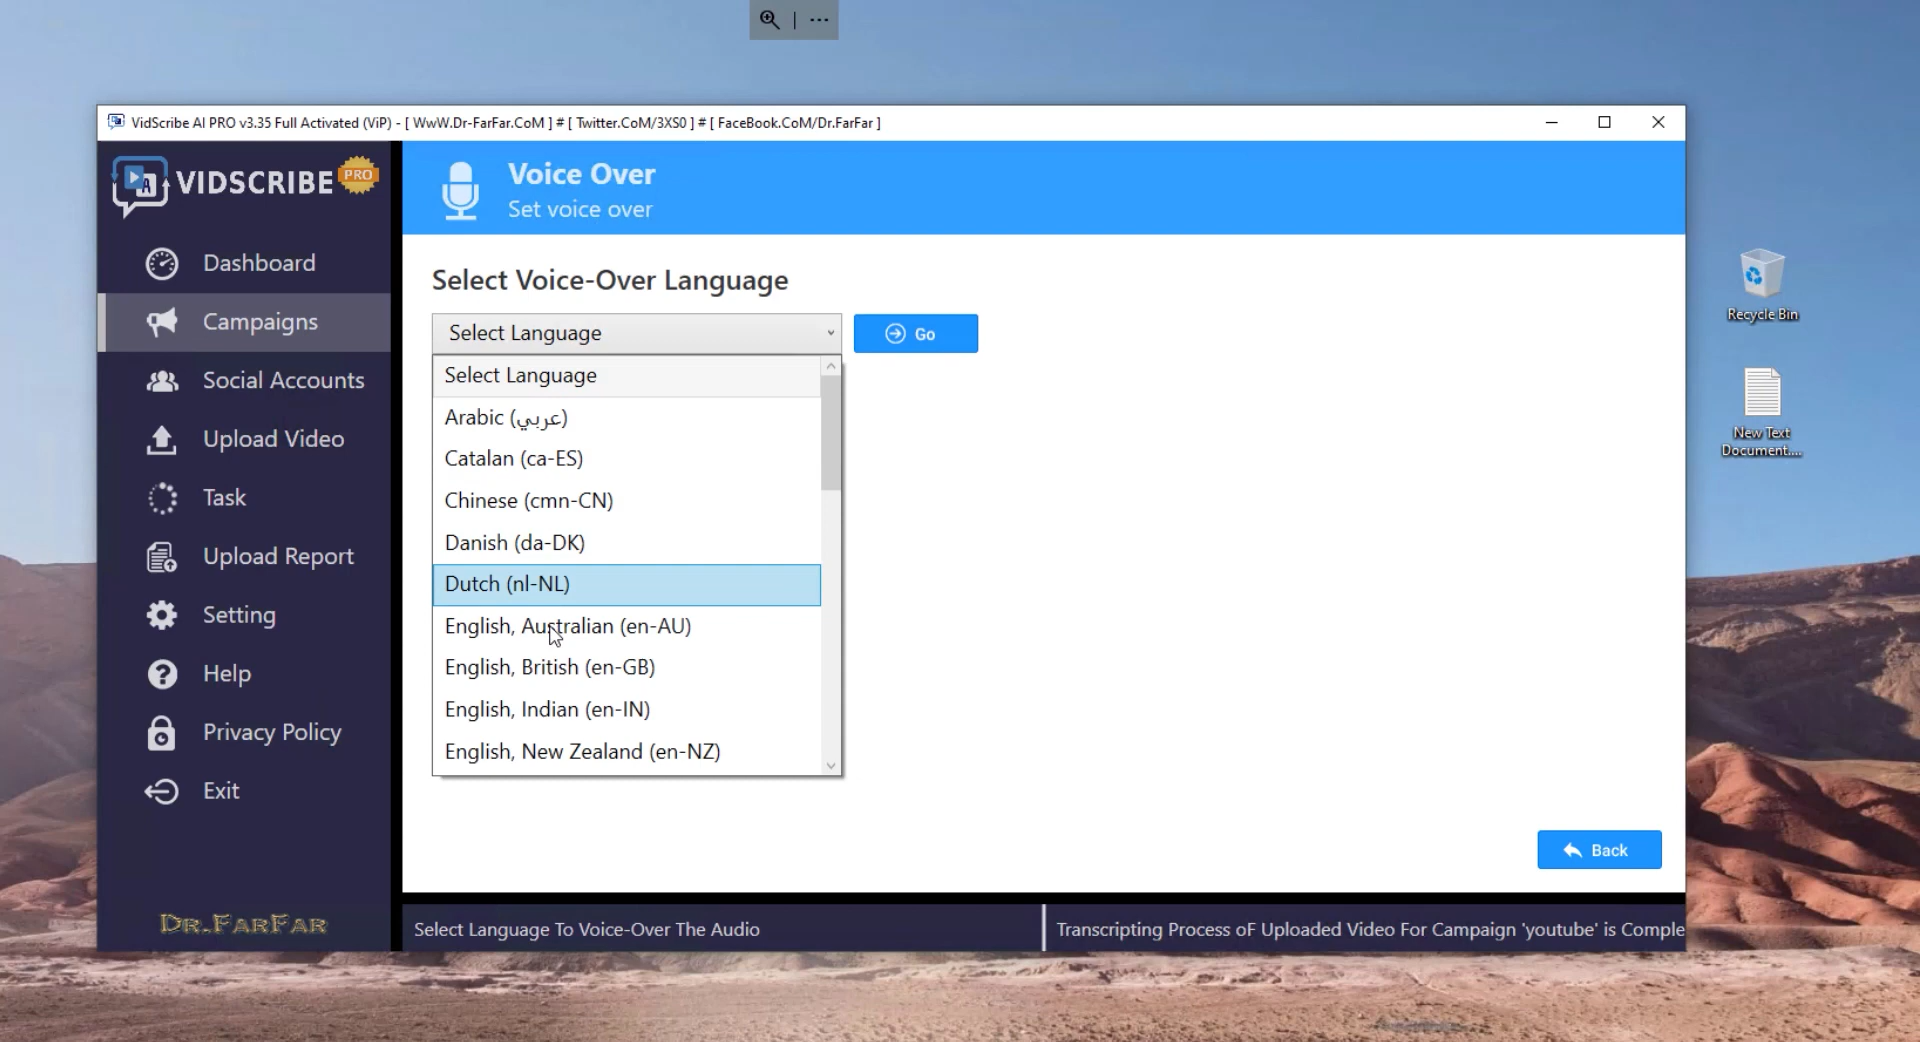 VidScribe AI PRO v3.35 Full Activated (ViP) - [ WwW.Dr-FarFar.CoM ] # [ Twitter.CoM/3XS0 ] # [ FaceBook.CoM/Dr.FarFar ]
A VIDSCRIBE PRO
Dashboard
Campaigns
Social Accounts
Upload Video
Task
Upload Report
Setting
Help
Privacy Policy
Exit
DR.FARFAR
Voice Over
Set voice over
Select Voice-Over Language
Select Language
Go
Select Language
Arabic (عربي)
Catalan (ca-ES)
Chinese (cmn-CN)
Danish (da-DK)
Dutch (nl-NL)
English, Australian (en-AU)
English, British (en-GB)
English, Indian (en-IN)
English, New Zealand (en-NZ)
Back
Select Language To Voice-Over The Audio
Transcripting Process oF Uploaded Video For Campaign 'youtube' is Comple
Recycle Bin
New Text
Document....